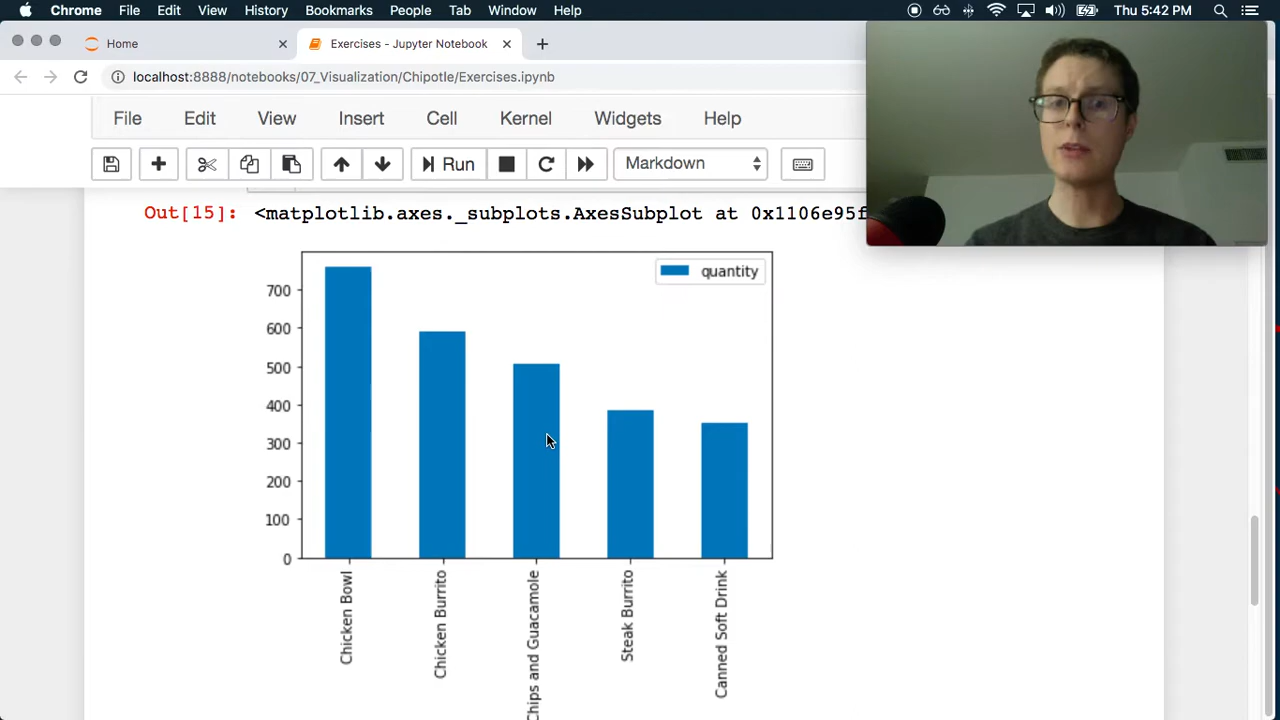 Chrome File Edit View History Bookmarks People Tab Window Help Thu 5:42 PM
Home Exercises - Jupyter Notebook
localhost:8888/notebooks/07_Visualization/Chipotle/Exercises.ipynb
File Edit View Insert Cell Kernel Widgets Help
Run Markdown
Out[15]: <matplotlib.axes._subplots.AxesSubplot at 0x1106e95f
quantity
700
600
500
400
300
200
100
0
Chicken Bowl
Chicken Burrito
Chips and Guacamole
Steak Burrito
Canned Soft Drink